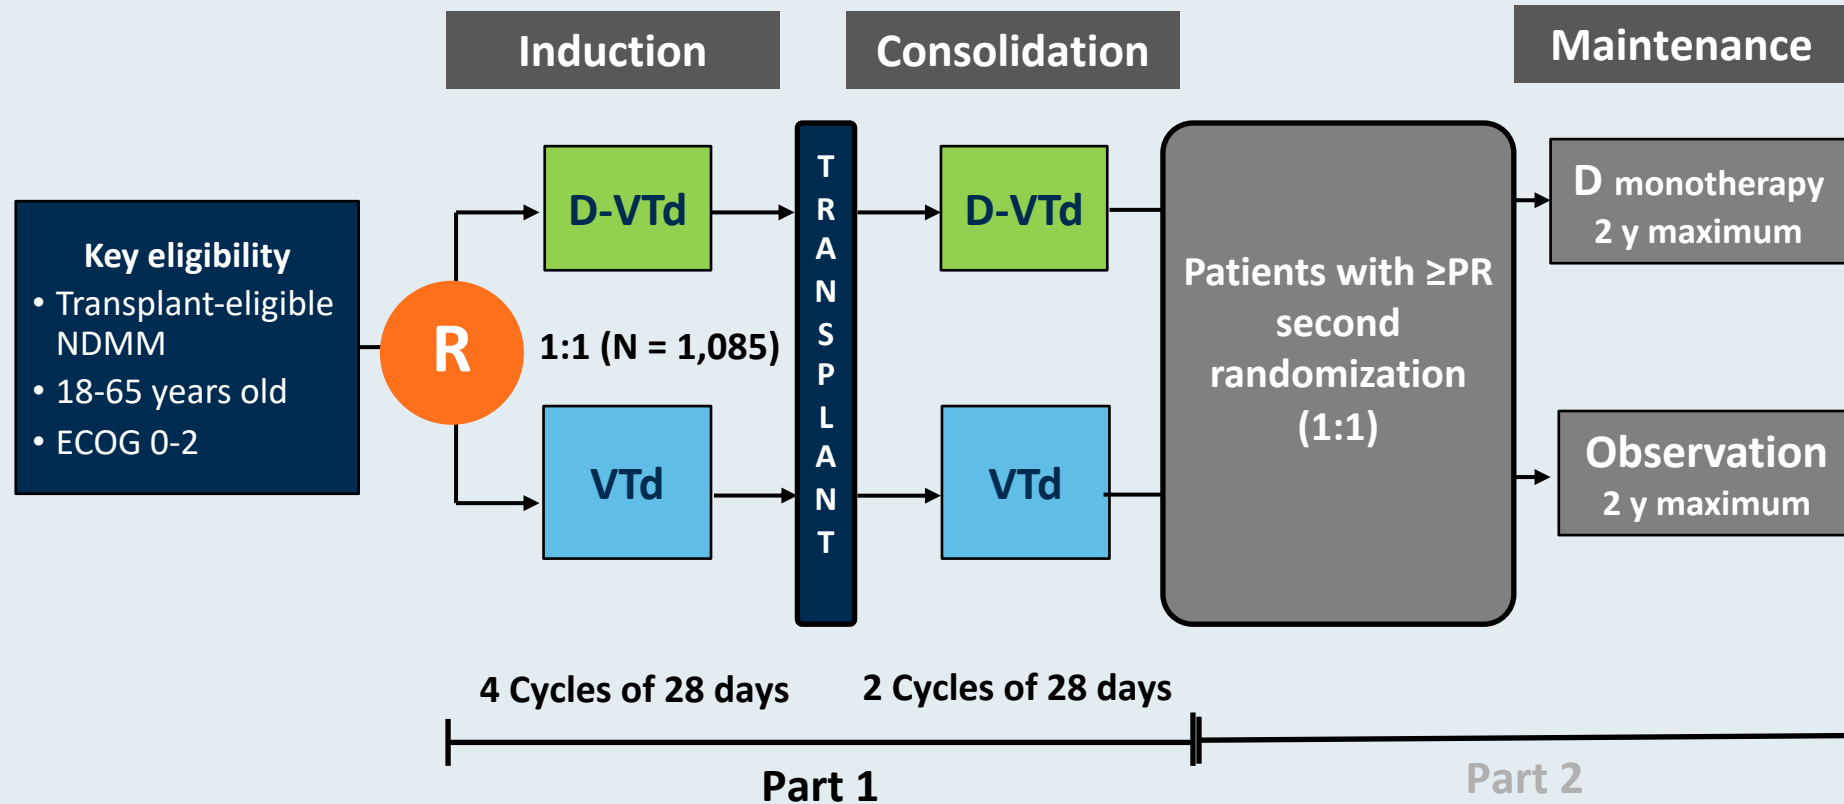 Induction
Consolidation
Maintenance
Key eligibility
• Transplant-eligible
NDMM
• 18-65 years old
• ECOG 0-2
R
1:1 (N = 1,085)
D-VTd
VTd
TRANSPLANT
D-VTd
VTd
Patients with ≥PR
second
randomization
(1:1)
D monotherapy
2 y maximum
Observation
2 y maximum
4 Cycles of 28 days
2 Cycles of 28 days
Part 1
Part 2